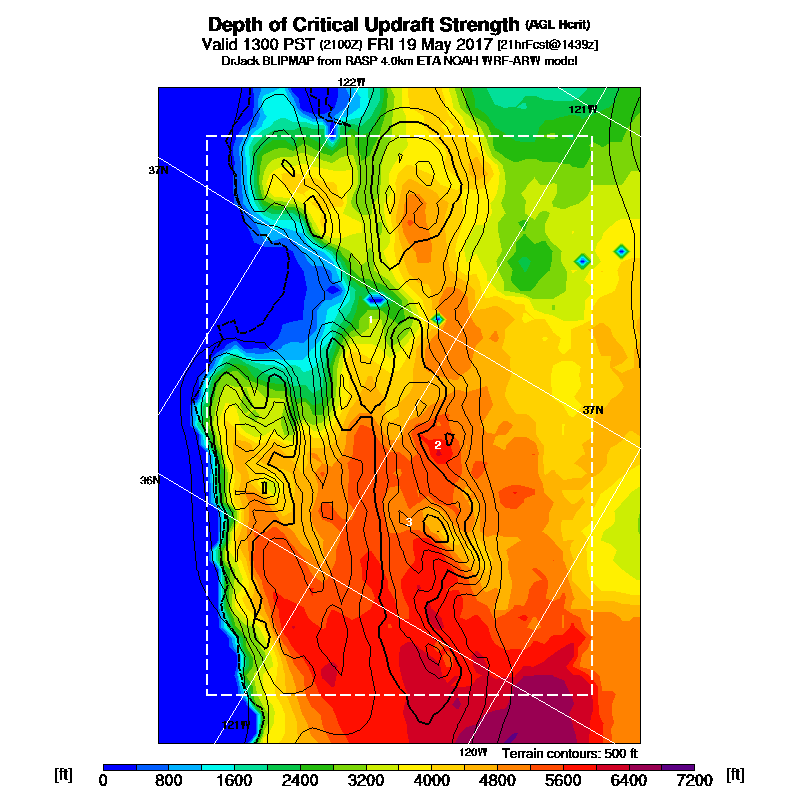 Depth of Critical Updraft Strength (AGL Hcrit)
Valid 1300 PST (2100Z) FRI 19 May 2017 [21hrFcst@1439z]
DrJack BLIPMAP from RASP 4.0km ETA NOAH WRF-ARW model
122W
121W
37N
1
37N
2
36N
3
121W
120W Terrain contours: 500 ft
[ft] 0 800 1600 2400 3200 4000 4800 5600 6400 7200 [ft]